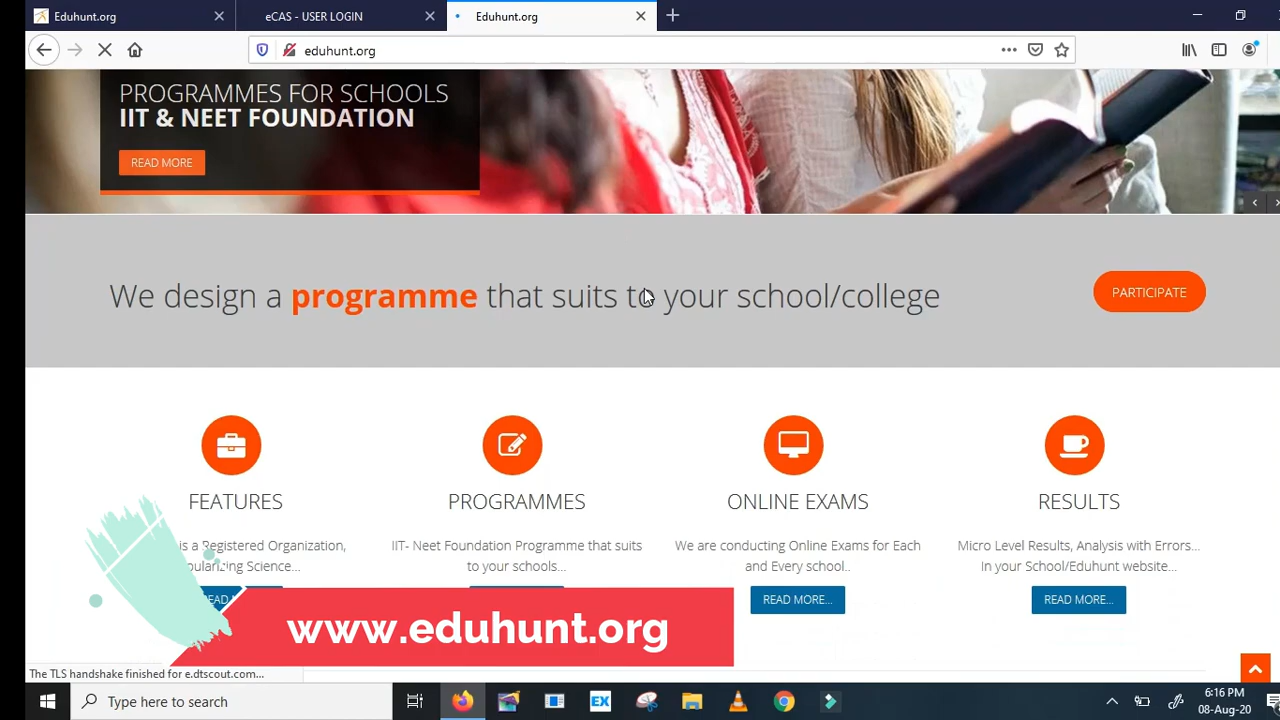 Eduhunt.org
eCAS - USER LOGIN
Eduhunt.org
eduhunt.org
PROGRAMMES FOR SCHOOLS
IIT & NEET FOUNDATION
READ MORE
We design a programme that suits to your school/college
PARTICIPATE
FEATURES
PROGRAMMES
ONLINE EXAMS
RESULTS
is a Registered Organization,
Science...
IIT- Neet Foundation Programme that suits
to your schools...
We are conducting Online Exams for Each
and Every school..
Micro Level Results, Analysis with Errors...
In your School/Eduhunt website...
READ MORE...
READ MORE...
www.eduhunt.org
The TLS handshake finished for e.dtscout.com...
Type here to search
EX
6:16 PM
08-Aug-20